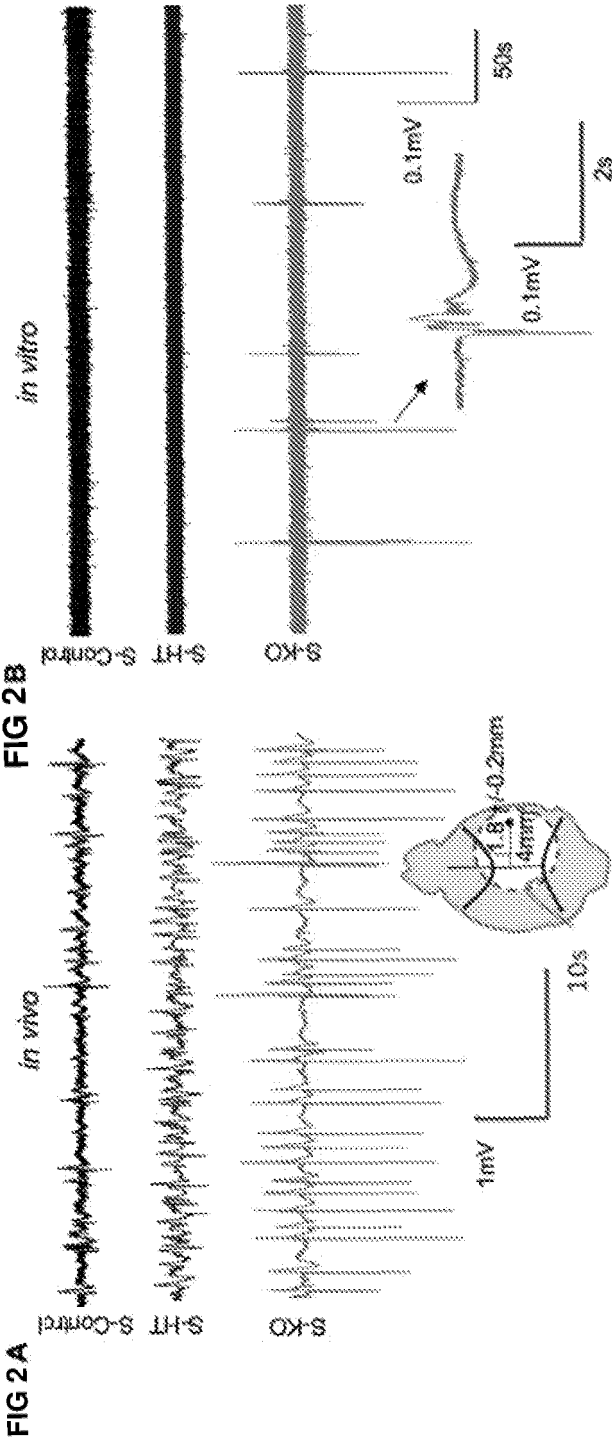 FIG 2A
in vivo
S-Control
S-HT
S-KO
1mV
10s
1.8+/-0.2mm
4mm
FIG 2B
in vitro
S-Control
S-HT
S-KO
0.1mV
50s
0.1mV
2s